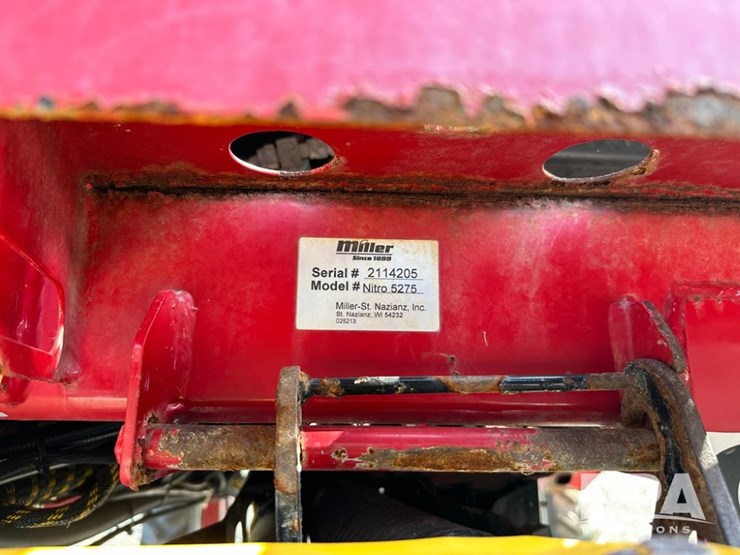 Miller
Since 1899
Serial # 2114205
Model # Nitro 5275
Miller-St. Nazianz, Inc.
St. Nazianz, WI 54232
025213